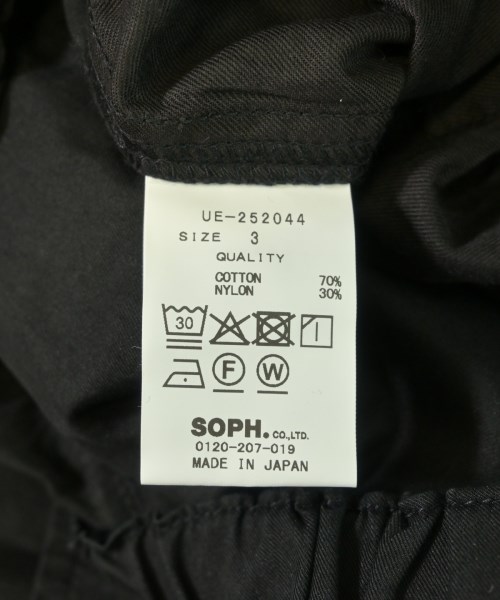 UE-252044
SIZE 3
QUALITY
COTTON 70%
NYLON 30%
30
F W
SOPH. CO.,LTD.
0120-207-019
MADE IN JAPAN